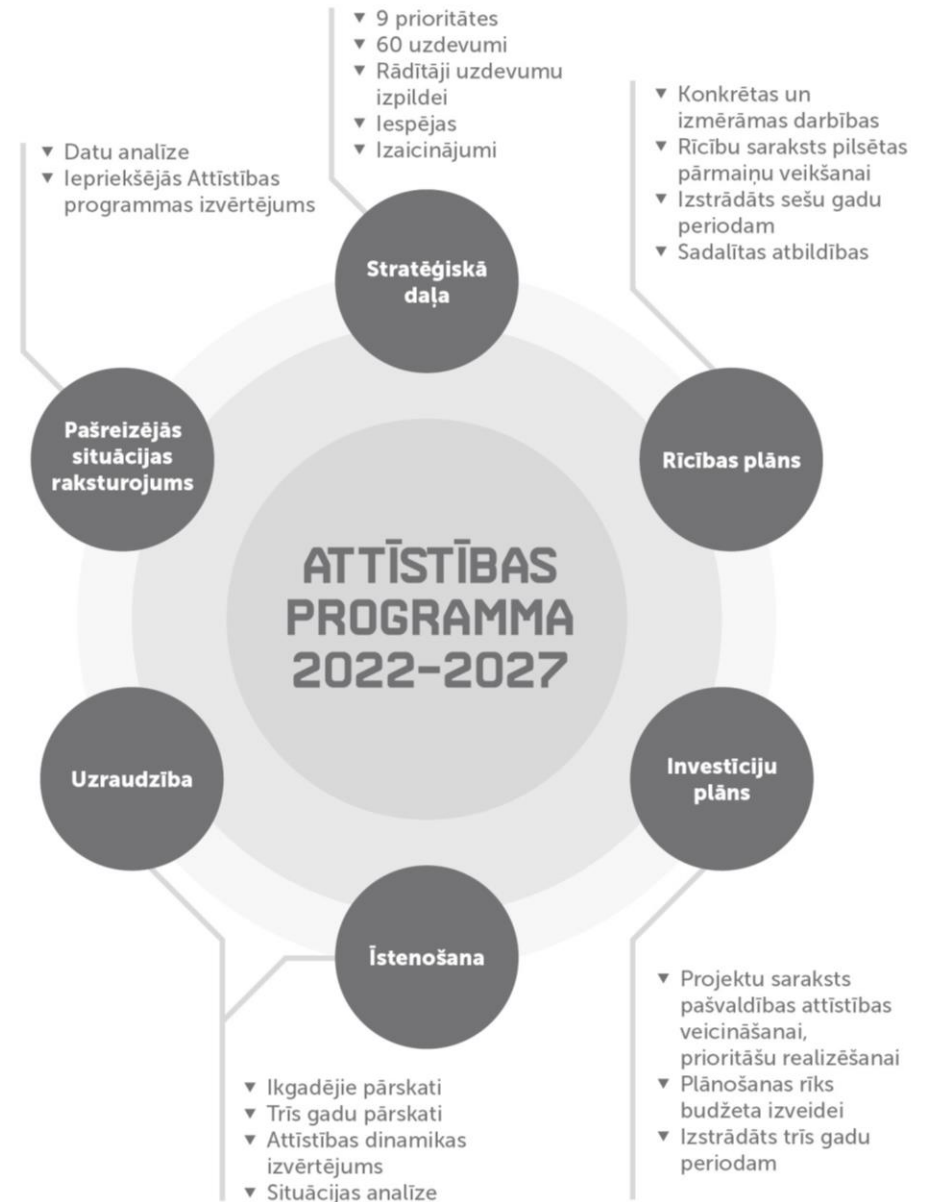 ▼ 9 prioritātes
▼ 60 uzdevumi
▼ Rādītāji uzdevumu
izpildei
▼ Iespējas
▼ Izaicinājumi
▼ Konkrētas un
izmērāmas darbības
▼ Rīcību saraksts pilsētas
pārmaiņu veikšanai
▼ Izstrādāts sešu gadu
periodam
▼ Sadalītas atbildības
▼ Datu analīze
▼ Iepriekšējās Attīstības
programmas izvērtējums
Stratēģiskā
daļa
Pašreizējās
situācijas
raksturojums
Rīcības plāns
ATTĪSTĪBAS
PROGRAMMA
2022-2027
Uzraudzība
Investīciju
plāns
Īstenošana
▼ Projektu saraksts
pašvaldības attīstības
veicināšanai,
prioritāšu realizēšanai
▼ Plānošanas rīks
budžeta izveidei
▼ Izstrādāts trīs gadu
periodam
▼ Ikgadējie pārskati
▼ Trīs gadu pārskati
▼ Attīstības dinamikas
izvērtējums
▼ Situācijas analīze